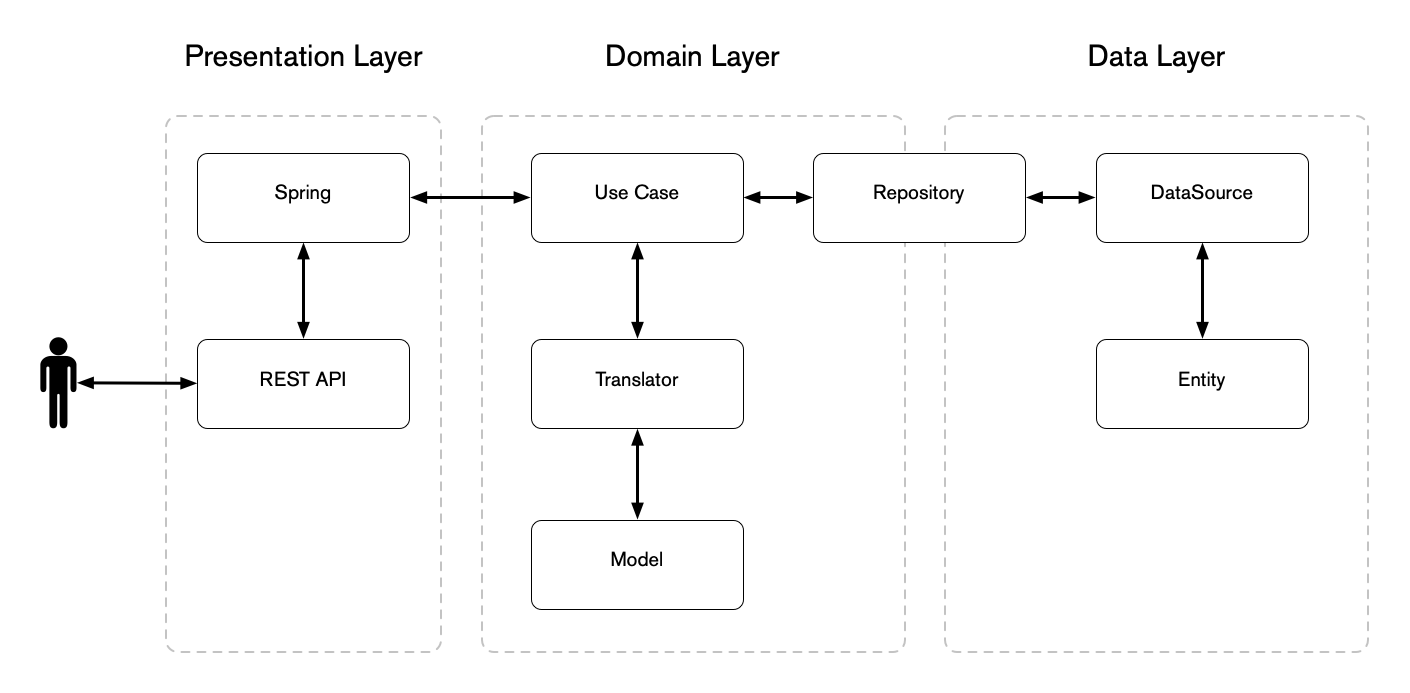 Presentation Layer
Domain Layer
Data Layer
Spring
Use Case
Repository
DataSource
REST API
Translator
Entity
Model